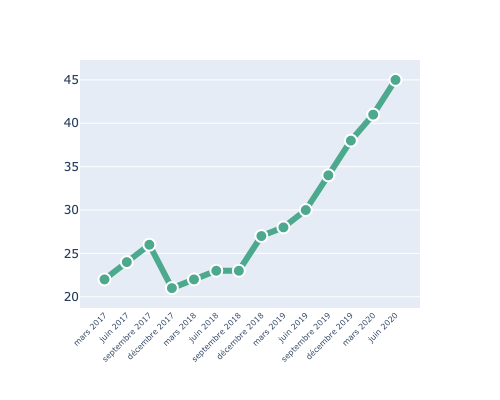 45
40
35
30
25
20
mars 2017
juin 2017
septembre 2017
décembre 2017
mars 2018
juin 2018
septembre 2018
décembre 2018
mars 2019
juin 2019
septembre 2019
décembre 2019
mars 2020
juin 2020